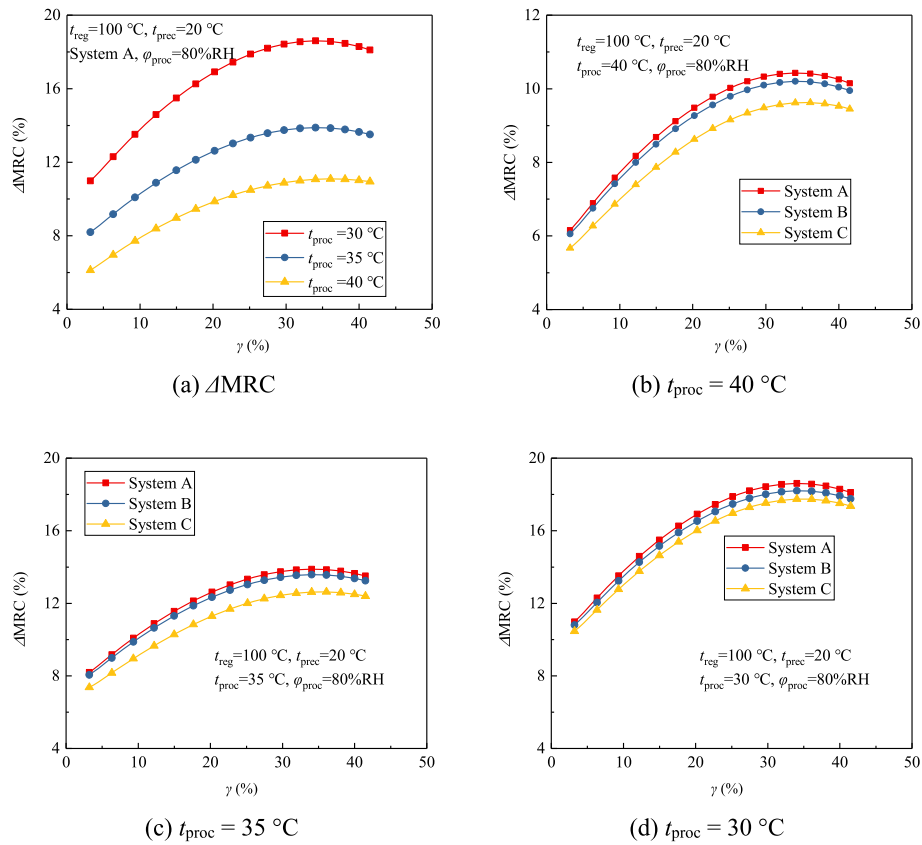 20
16
12
8
4
0
10
20
30
40
50
ΔMRC (%)
γ (%)
t_reg=100 °C, t_prec=20 °C
System A, φ_proc=80%RH
t_proc =30 °C
t_proc =35 °C
t_proc =40 °C
(a) ΔMRC
12
10
8
6
4
0
10
20
30
40
50
ΔMRC (%)
γ (%)
t_reg=100 °C, t_prec=20 °C
t_proc=40 °C, φ_proc=80%RH
System A
System B
System C
(b) t_proc = 40 °C
20
16
12
8
4
0
10
20
30
40
50
ΔMRC (%)
γ (%)
System A
System B
System C
t_reg=100 °C, t_prec=20 °C
t_proc=35 °C, φ_proc=80%RH
(c) t_proc = 35 °C
20
16
12
8
4
0
10
20
30
40
50
ΔMRC (%)
γ (%)
System A
System B
System C
t_reg=100 °C, t_prec=20 °C
t_proc=30 °C, φ_proc=80%RH
(d) t_proc = 30 °C